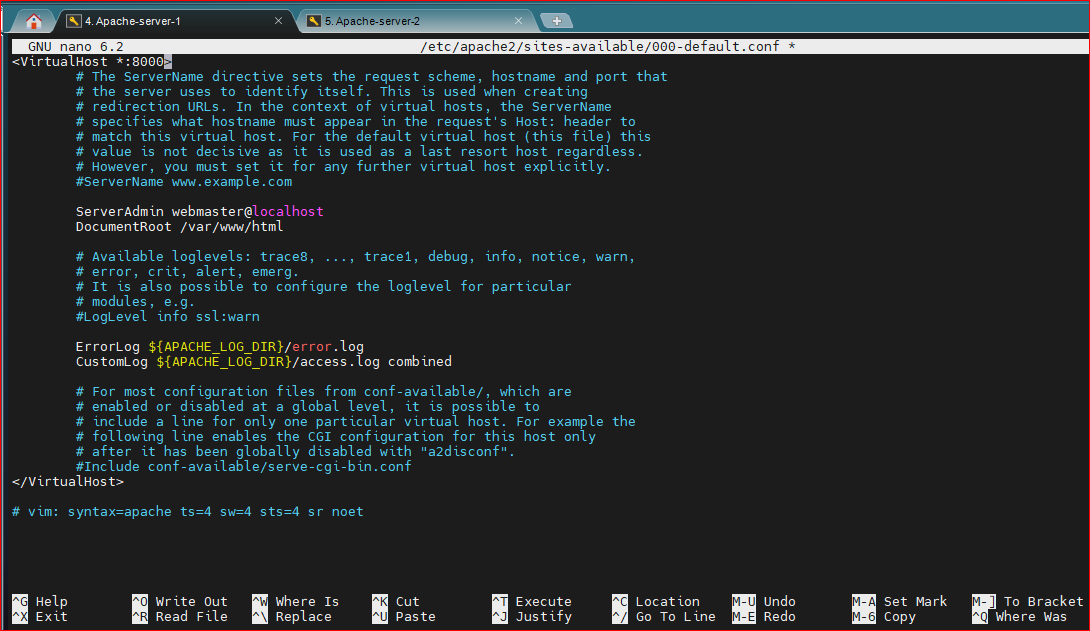 4. Apache-server-1
5. Apache-server-2
GNU nano 6.2 /etc/apache2/sites-available/000-default.conf *
<VirtualHost *:8000>
# The ServerName directive sets the request scheme, hostname and port that
# the server uses to identify itself. This is used when creating
# redirection URLs. In the context of virtual hosts, the ServerName
# specifies what hostname must appear in the request's Host: header to
# match this virtual host. For the default virtual host (this file) this
# value is not decisive as it is used as a last resort host regardless.
# However, you must set it for any further virtual host explicitly.
#ServerName www.example.com
ServerAdmin webmaster@localhost
DocumentRoot /var/www/html
# Available loglevels: trace8, ..., trace1, debug, info, notice, warn,
# error, crit, alert, emerg.
# It is also possible to configure the loglevel for particular
# modules, e.g.
#LogLevel info ssl:warn
ErrorLog ${APACHE_LOG_DIR}/error.log
CustomLog ${APACHE_LOG_DIR}/access.log combined
# For most configuration files from conf-available/, which are
# enabled or disabled at a global level, it is possible to
# include a line for only one particular virtual host. For example the
# following line enables the CGI configuration for this host only
# after it has been globally disabled with "a2disconf".
#Include conf-available/serve-cgi-bin.conf
</VirtualHost>
# vim: syntax=apache ts=4 sw=4 sts=4 sr noet
^G Help ^O Write Out ^W Where Is ^K Cut ^T Execute ^C Location M-U Undo M-A Set Mark M-] To Bracket
^X Exit ^R Read File ^\ Replace ^U Paste ^J Justify ^/ Go To Line M-E Redo M-6 Copy ^Q Where Was